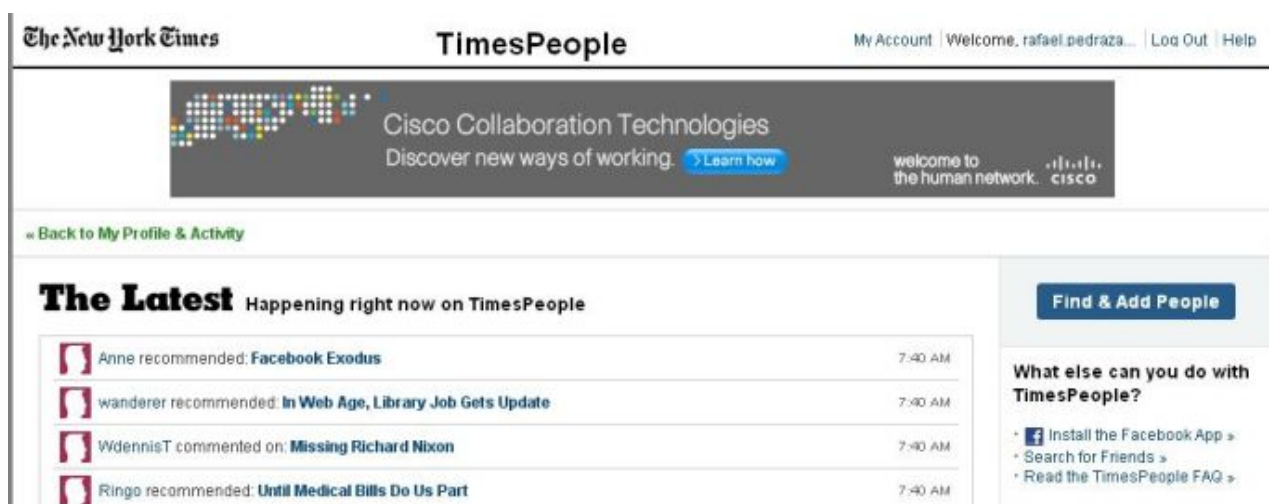 The New York Times
TimesPeople
My Account | Welcome, rafael.pedraza... | Log Out | Help
Cisco Collaboration Technologies
Discover new ways of working. >Learn how
welcome to
the human network. CISCO
« Back to My Profile & Activity
The Latest Happening right now on TimesPeople
Anne recommended: Facebook Exodus 7:40 AM
wanderer recommended: In Web Age, Library Job Gets Update 7:40 AM
WdennisT commented on: Missing Richard Nixon 7:40 AM
Ringo recommended: Until Medical Bills Do Us Part 7:40 AM
Find & Add People
What else can you do with
TimesPeople?
· Install the Facebook App »
· Search for Friends »
· Read the TimesPeople FAQ »